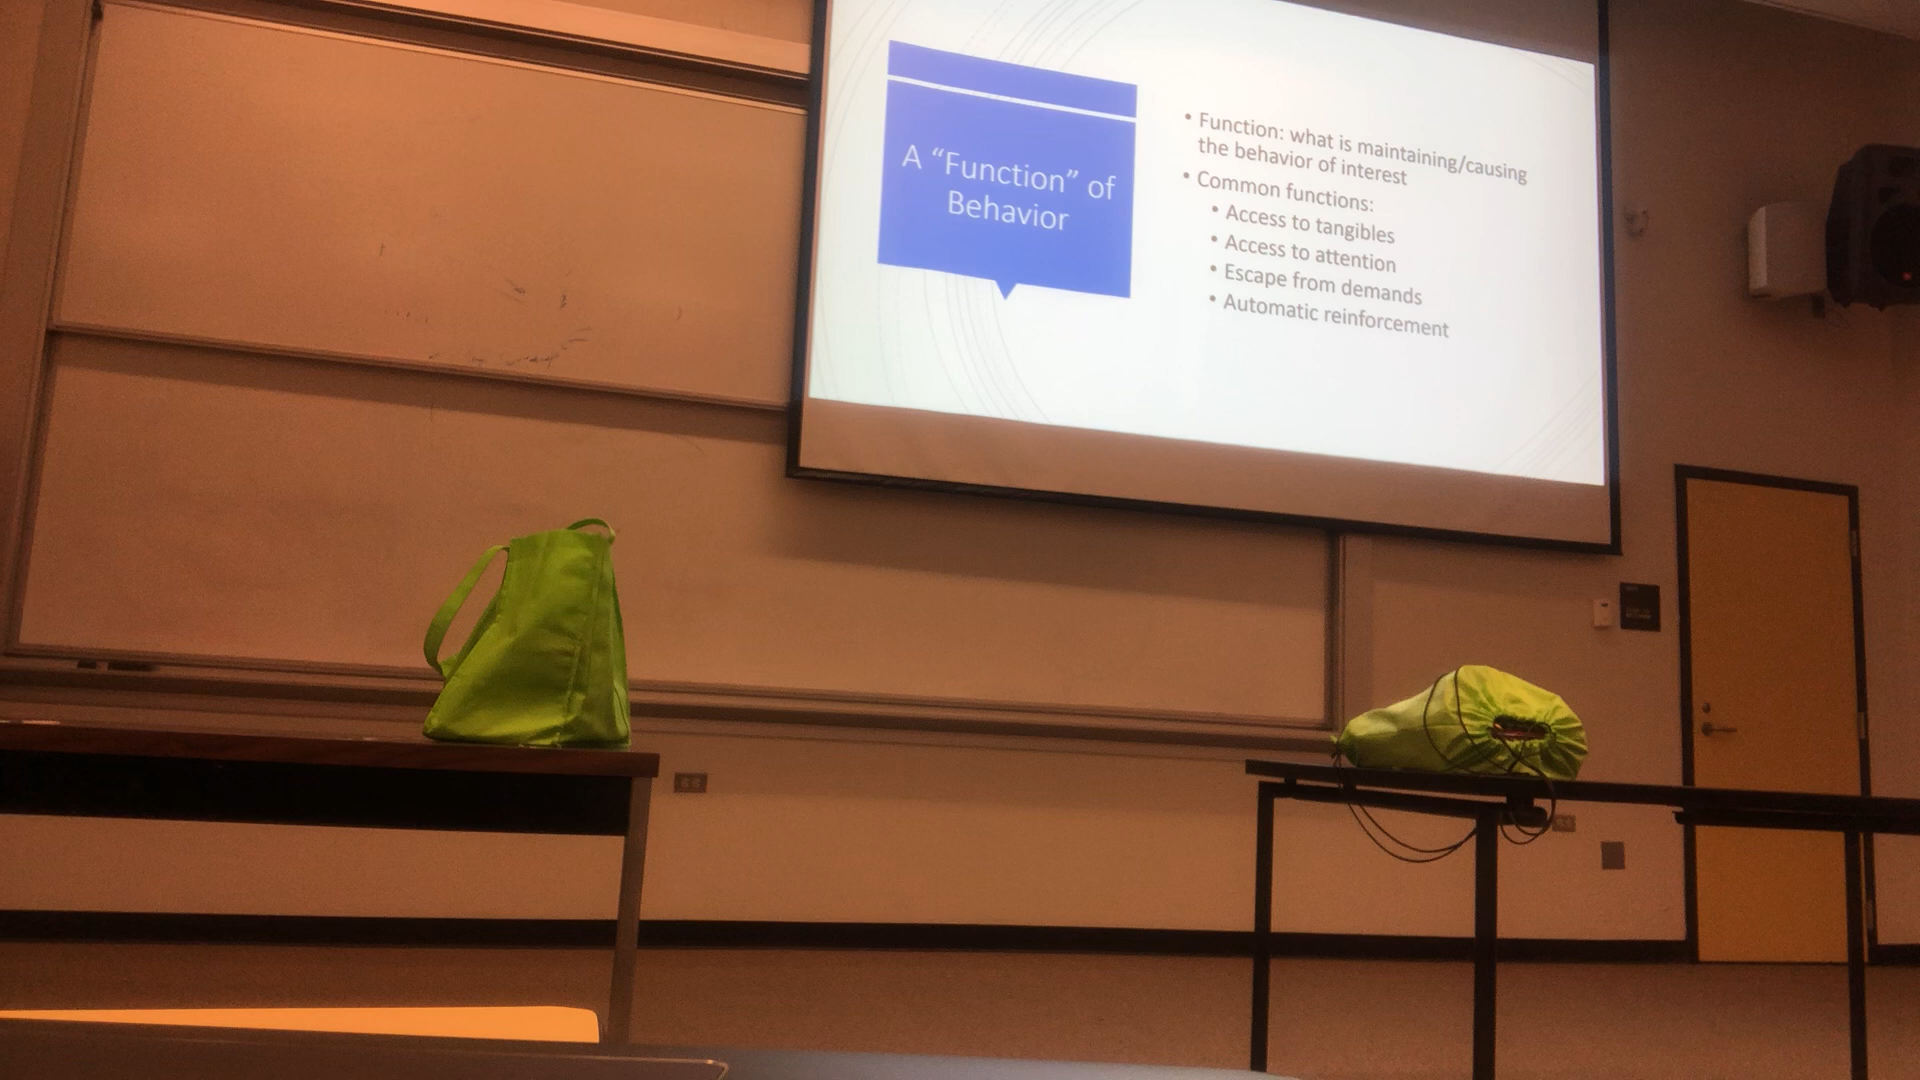 A “Function” of
Behavior
• Function: what is maintaining/causing
the behavior of interest
• Common functions:
• Access to tangibles
• Access to attention
• Escape from demands
• Automatic reinforcement